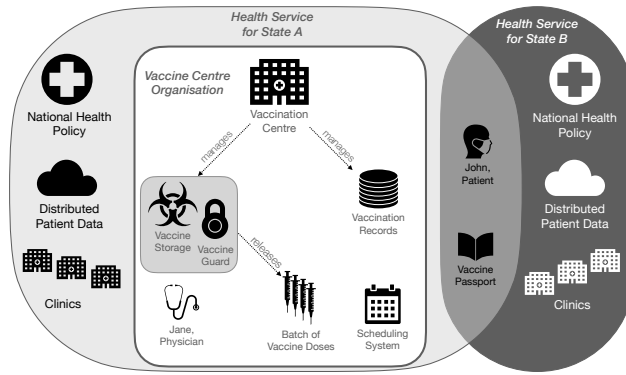 Health Service
for State A
Health Service
for State B
Vaccine Centre
Organisation
Vaccination
Centre
manages
manages
National Health
Policy
Distributed
Patient Data
Clinics
Vaccine
Storage
Vaccine
Guard
releases
Vaccination
Records
Jane,
Physician
Batch of
Vaccine Doses
Scheduling
System
John,
Patient
Vaccine
Passport
National Health
Policy
Distributed
Patient Data
Clinics